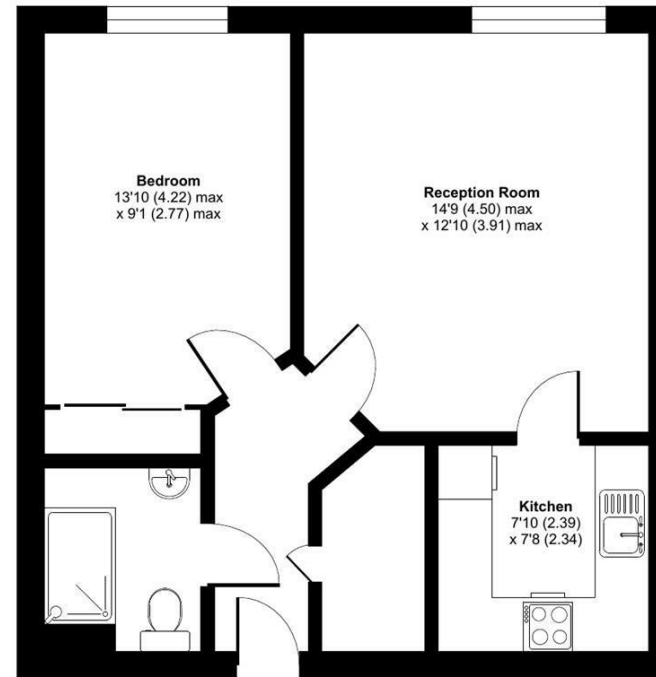 Bedroom
13'10 (4.22) max
x 9'1 (2.77) max
Reception Room
14'9 (4.50) max
x 12'10 (3.91) max
Kitchen
7'10 (2.39)
x 7'8 (2.34)